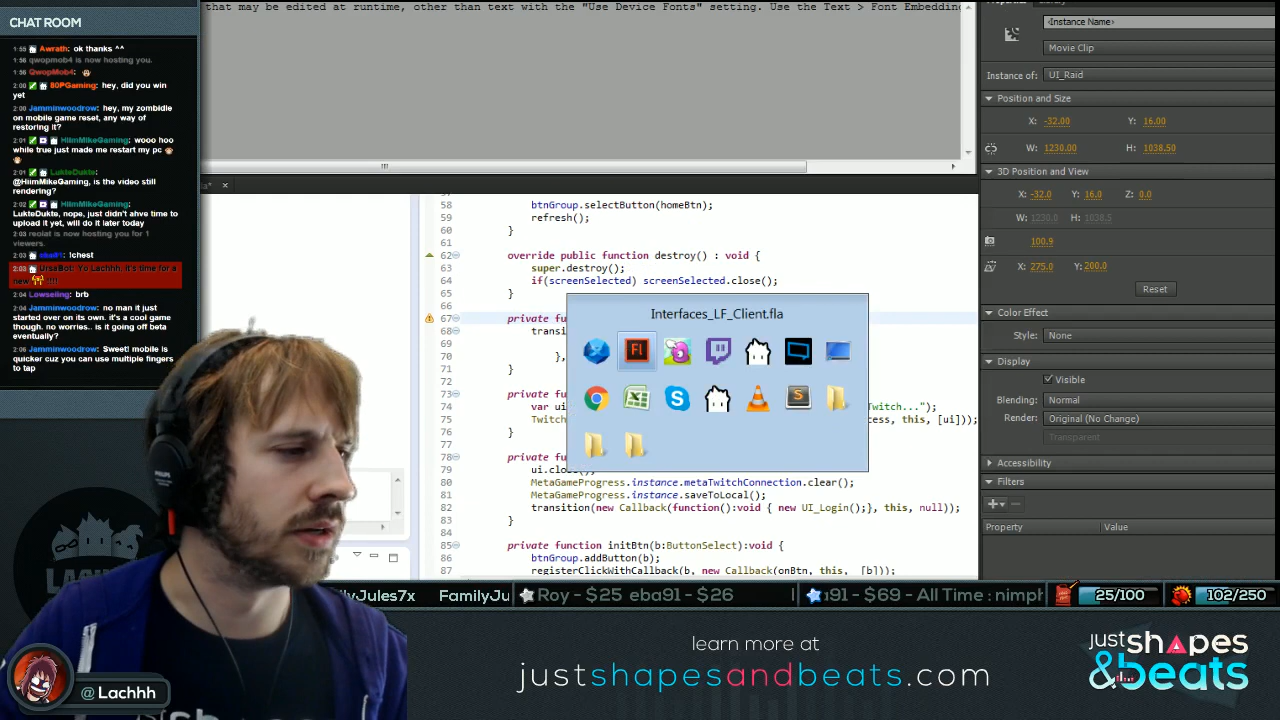 CHAT ROOM
1:55 Awrath: ok thanks ^^
1:56 qwopmob4 is now hosting you.
1:56 QwopMob4:
2:00 80PGaming: hey, did you win
yet
2:00 Jamminwoodrow: hey, my zombidle
on mobile game reset, any way of
restoring it?
2:01 HiimMikeGaming: wooo hoo
while true just made me restart my pc
2:01 LukteDukte:
@HiimMikeGaming, is the video still
rendering?
2:02 HiimMikeGaming:
LukteDukte, nope, just didn't ahve time to
upload it yet, will do it later today
2:03 reolat is now hosting you for 1
viewers.
2:03 eba91: !chest
2:03 UrsaBot: Yo Lachhh, it's time for a
new !!!!
2:04 Lowseiing: brb
2:04 Jamminwoodrow: no man it just
started over on its own. it's a cool game
though. no worries.. is it going off beta
eventually?
2:06 Jamminwoodrow: Sweet! mobile is
quicker cuz you can use multiple fingers
to tap
that may be edited at runtime, other than text with the "Use Device Fonts" setting. Use the Text > Font Embedding
58 btnGroup.selectButton(homeBtn);
59 refresh();
60 }
61
62 override public function destroy() : void {
63 super.destroy();
64 if(screenSelected) screenSelected.close();
65 }
66
67 private fu
68 transi
70 },
71 }
72
73 private fu
74 var ui Twitch...");
75 Twitch cess, this, [ui]));
76 }
77
78 private fu
79 ui.close();
80 MetaGameProgress.instance.metaTwitchConnection.clear();
81 MetaGameProgress.instance.saveToLocal();
82 transition(new Callback(function():void { new UI_Login();}, this, null));
83 }
84
85 private function initBtn(b:ButtonSelect):void {
86 btnGroup.addButton(b);
87 registerClickWithCallback(b, new Callback(onBtn, this, [b]));
Interfaces_LF_Client.fla
Fl
<Instance Name>
Movie Clip
Instance of: UI_Raid
Position and Size
X: -32.00 Y: 16.00
W: 1230.00 H: 1038.50
3D Position and View
X: -32.0 Y: 16.0 Z: 0.0
W: 1230.0 H: 1038.5
100.9
X: 275.0 Y: 200.0
Reset
Color Effect
Style: None
Display
Visible
Blending: Normal
Render: Original (No Change)
Transparent
Accessibility
Filters
Property Value
ilyJules7x FamilyJu Roy - $25 eba91 - $26 a91 - $69 - All Time : nimph 25/100 102/250
learn more at
justshapesandbeats.com
just SHAPES
&beats
@Lachhh